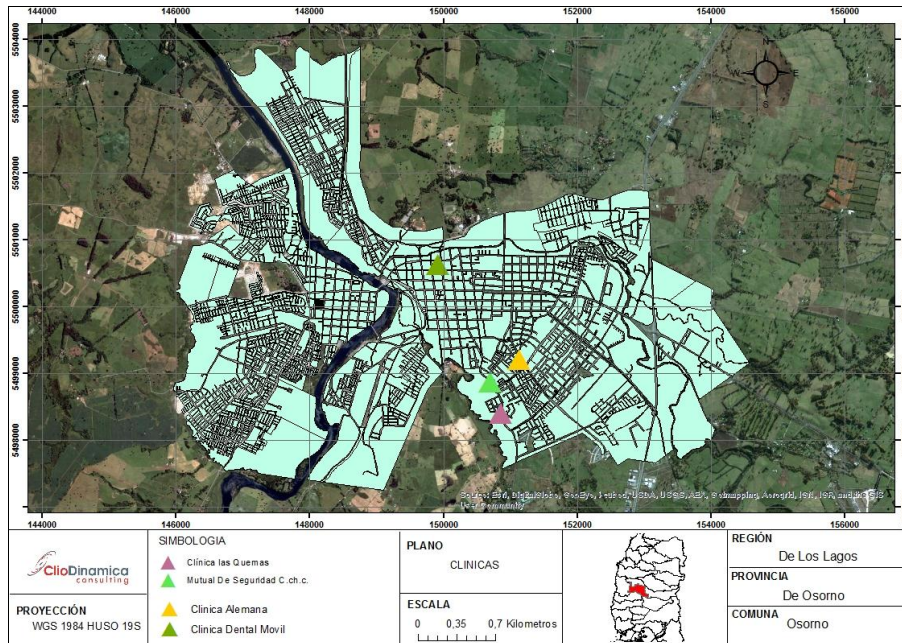 144000 146000 148000 150000 152000 154000 156000
5504000
5503000
5502000
5501000
5500000
5499000
5498000
N
W E
S
User Community
144000 146000 148000 150000 152000 154000 156000
ClioDinamica
consulting
PROYECCIÓN
WGS 1984 HUSO 19S
SIMBOLOGIA
Clínica las Quemas
Mutual De Seguridad C.ch.c.
Clinica Alemana
Clinica Dental Movil
PLANO
CLINICAS
ESCALA
0 0,35 0,7 Kilometros
REGIÓN
De Los Lagos
PROVINCIA
De Osorno
COMUNA
Osorno